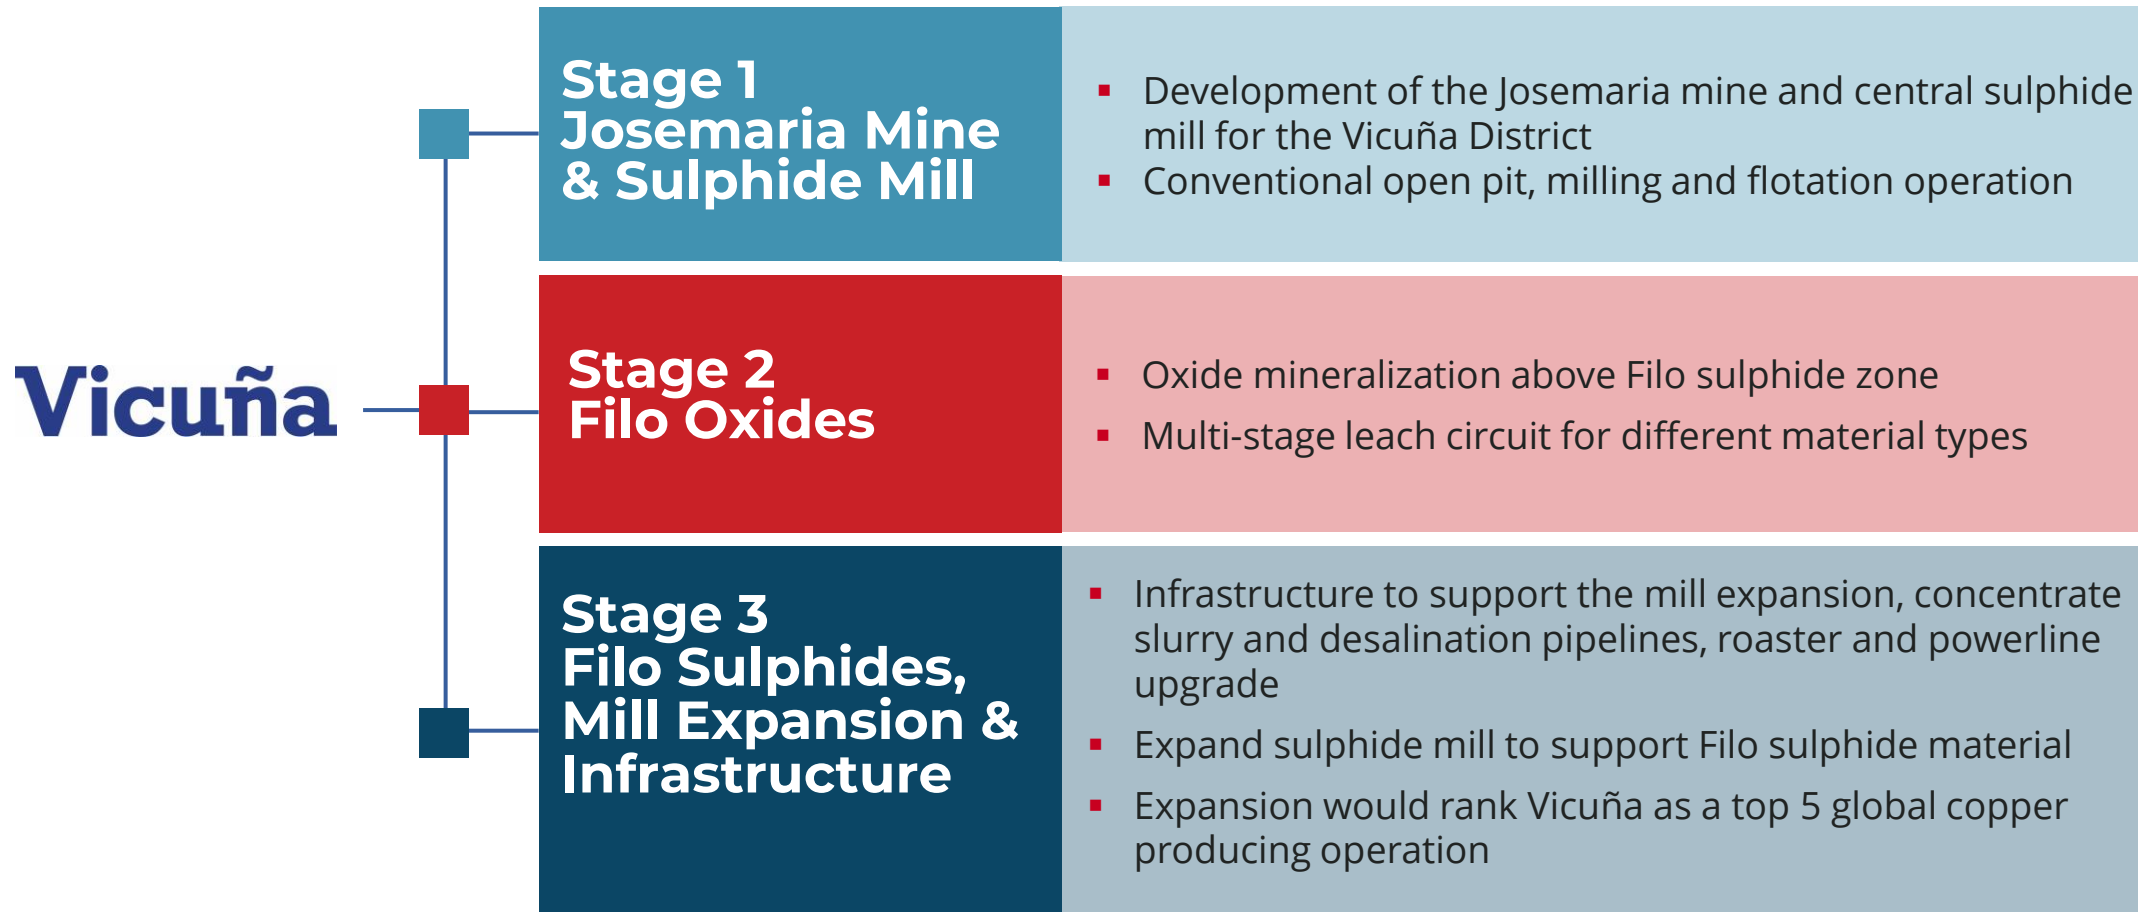 Vicuña
Stage 1
Josemaria Mine
& Sulphide Mill
▪ Development of the Josemaria mine and central sulphide
mill for the Vicuña District
▪ Conventional open pit, milling and flotation operation
Stage 2
Filo Oxides
▪ Oxide mineralization above Filo sulphide zone
▪ Multi-stage leach circuit for different material types
Stage 3
Filo Sulphides,
Mill Expansion &
Infrastructure
▪ Infrastructure to support the mill expansion, concentrate
slurry and desalination pipelines, roaster and powerline
upgrade
▪ Expand sulphide mill to support Filo sulphide material
▪ Expansion would rank Vicuña as a top 5 global copper
producing operation